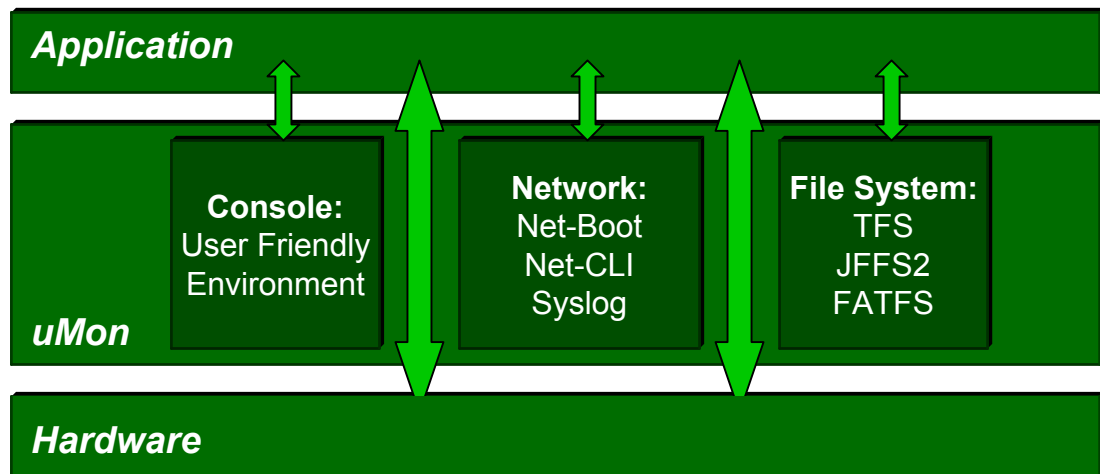 Application
Console:
User Friendly
Environment
Network:
Net-Boot
Net-CLI
Syslog
File System:
TFS
JFFS2
FATFS
uMon
Hardware